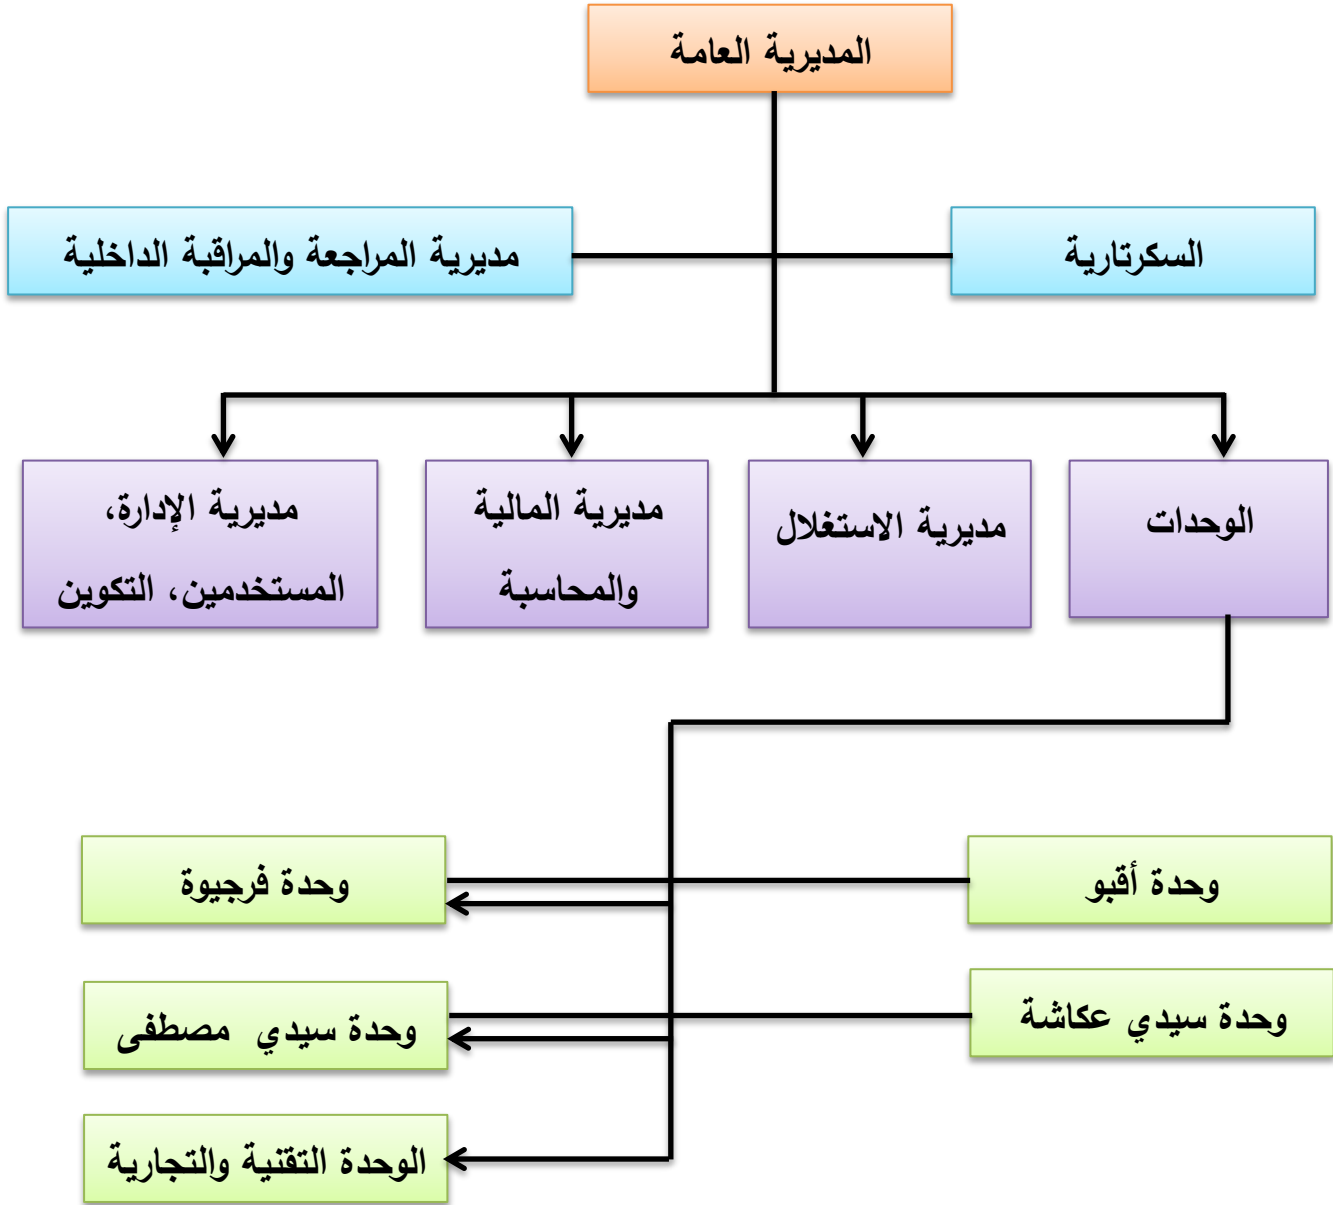 المديرية العامة
السكرتارية
مديرية المراجعة والمراقبة الداخلية
الوحدات
مديرية الاستغلال
مديرية المالية
والمحاسبة
مديرية الإدارة،
المستخدمين، التكوين
وحدة أقبو
وحدة فرجيوة
وحدة سيدي عكاشة
وحدة سيدي مصطفى
الوحدة التقنية والتجارية